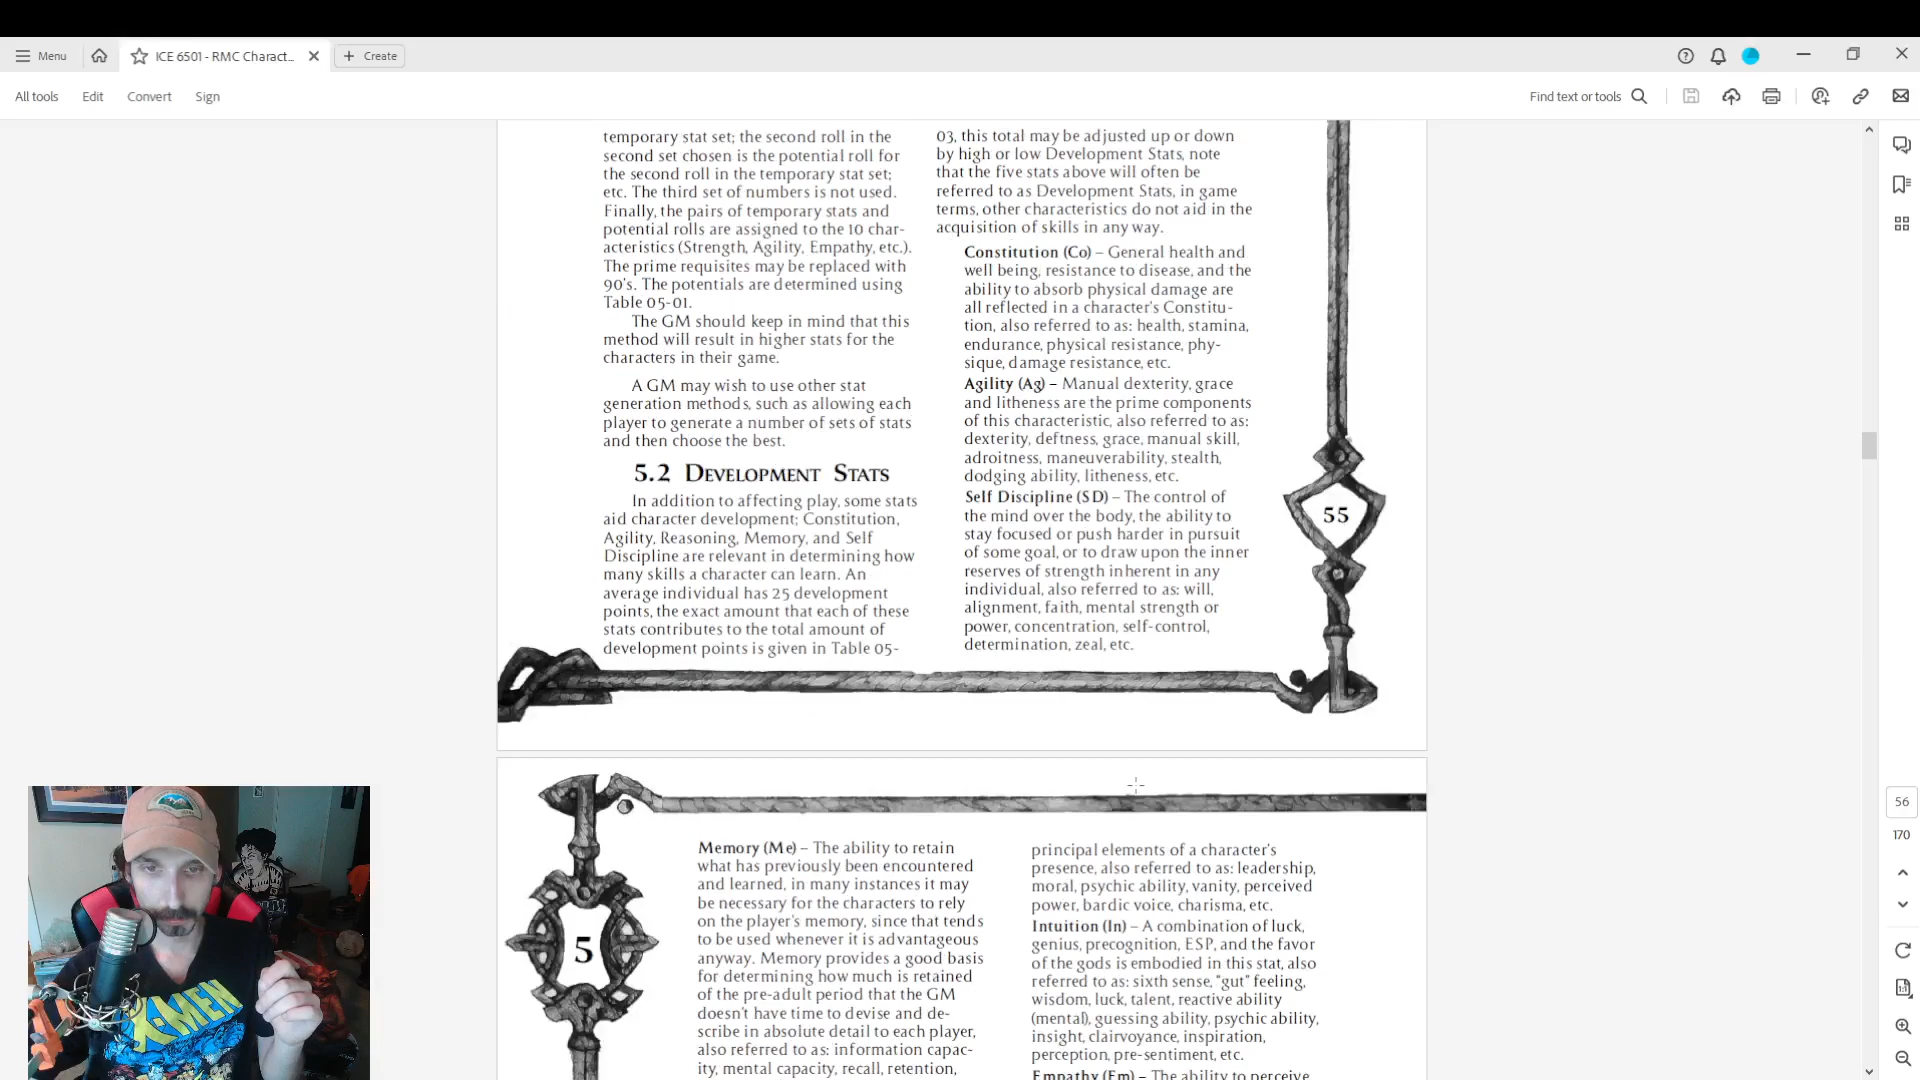 Menu
ICE 6501 - RMC Charact...
Create
All tools
Edit
Convert
Sign
Find text or tools
temporary stat set; the second roll in the
second set chosen is the potential roll for
the second roll in the temporary stat set;
etc. The third set of numbers is not used.
Finally, the pairs of temporary stats and
potential rolls are assigned to the 10 char-
acteristics (Strength, Agility, Empathy, etc.).
The prime requisites may be replaced with
90's. The potentials are determined using
Table 05-01.
The GM should keep in mind that this
method will result in higher stats for the
characters in their game.
A GM may wish to use other stat
generation methods, such as allowing each
player to generate a number of sets of stats
and then choose the best.
5.2 DEVELOPMENT STATS
In addition to affecting play, some stats
aid character development; Constitution,
Agility, Reasoning, Memory, and Self
Discipline are relevant in determining how
many skills a character can learn. An
average individual has 25 development
points, the exact amount that each of these
stats contributes to the total amount of
development points is given in Table 05-
03, this total may be adjusted up or down
by high or low Development Stats, note
that the five stats above will often be
referred to as Development Stats, in game
terms, other characteristics do not aid in the
acquisition of skills in any way.
Constitution (Co) – General health and
well being, resistance to disease, and the
ability to absorb physical damage are
all reflected in a character's Constitu-
tion, also referred to as: health, stamina,
endurance, physical resistance, phy-
sique, damage resistance, etc.
Agility (Ag) – Manual dexterity, grace
and litheness are the prime components
of this characteristic, also referred to as:
dexterity, deftness, grace, manual skill,
adroitness, maneuverability, stealth,
dodging ability, litheness, etc.
Self Discipline (SD) – The control of
the mind over the body, the ability to
stay focused or push harder in pursuit
of some goal, or to draw upon the inner
reserves of strength inherent in any
individual, also referred to as: will,
alignment, faith, mental strength or
power, concentration, self-control,
determination, zeal, etc.
55
5
Memory (Me) – The ability to retain
what has previously been encountered
and learned, in many instances it may
be necessary for the characters to rely
on the player's memory, since that tends
to be used whenever it is advantageous
anyway. Memory provides a good basis
for determining how much is retained
of the pre-adult period that the GM
doesn't have time to devise and de-
scribe in absolute detail to each player,
also referred to as: information capac-
ity, mental capacity, recall, retention,
principal elements of a character's
presence, also referred to as: leadership,
moral, psychic ability, vanity, perceived
power, bardic voice, charisma, etc.
Intuition (In) – A combination of luck,
genius, precognition, ESP, and the favor
of the gods is embodied in this stat, also
referred to as: sixth sense, "gut" feeling,
wisdom, luck, talent, reactive ability
(mental), guessing ability, psychic ability,
insight, clairvoyance, inspiration,
perception, pre-sentiment, etc.
Empathy (Em) – The ability to perceive
56
170
X-MEN